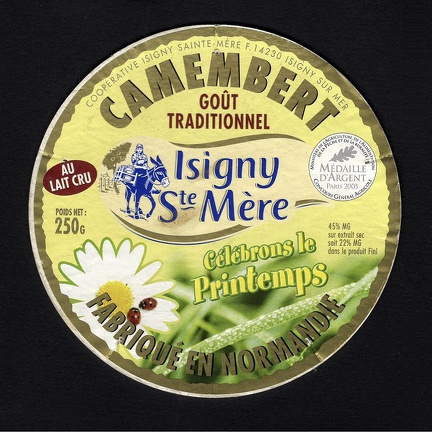 COOPÉRATIVE ISIGNY SAINTE-MÈRE F.14230 ISIGNY SUR MER
CAMEMBERT
GOÛT
TRADITIONNEL
AU
LAIT CRU
Isigny
Ste Mère
MÉDAILLE
D'ARGENT
PARIS 2005
CONCOURS GÉNÉRAL AGRICOLE
POIDS NET :
250G
45% MG
sur extrait sec
soit 22% MG
dans le produit Fini
Célébrons le
Printemps
FABRIQUÉ EN NORMANDIE